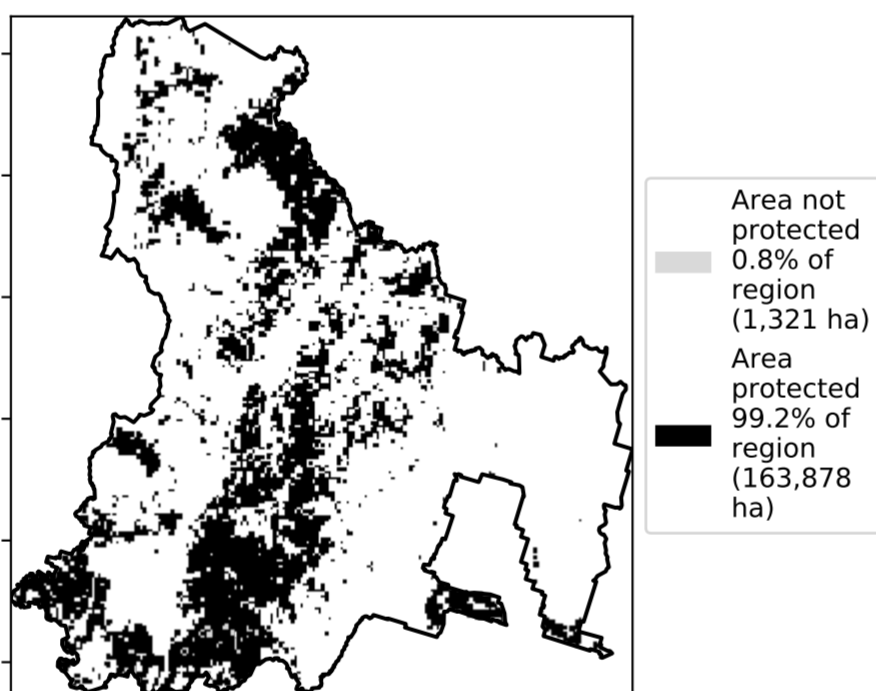 Area not
protected
0.8% of
region
(1,321 ha)
Area
protected
99.2% of
region
(163,878
ha)